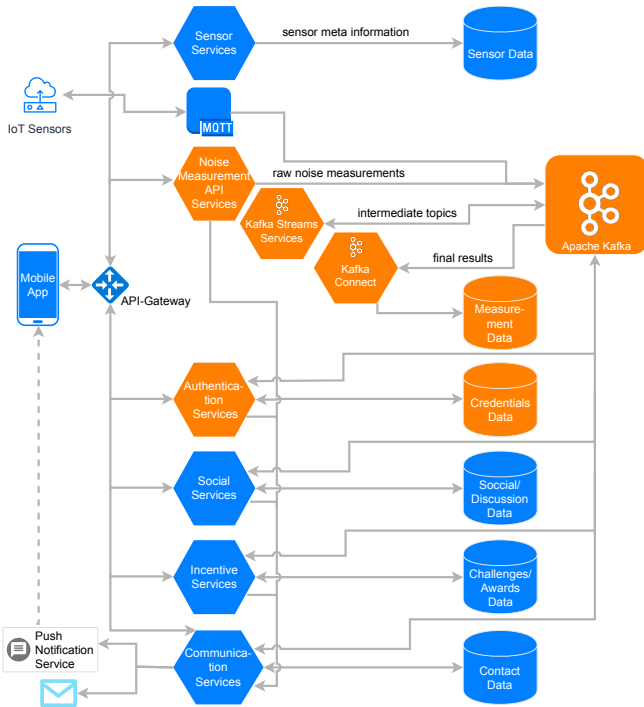 Sensor
Services
sensor meta information
Sensor Data
IoT Sensors
MQTT
Noise
Measurement
API
Services
raw noise measurements
Kafka Streams
Services
intermediate topics
Apache Kafka
Kafka
Connect
final results
Mobile
App
API-Gateway
Measure-
ment
Data
Authentica-
tion
Services
Credentials
Data
Social
Services
Soccial/
Discussion
Data
Incentive
Services
Challenges/
Awards
Data
Push
Notification
Service
Communica-
tion
Services
Contact
Data